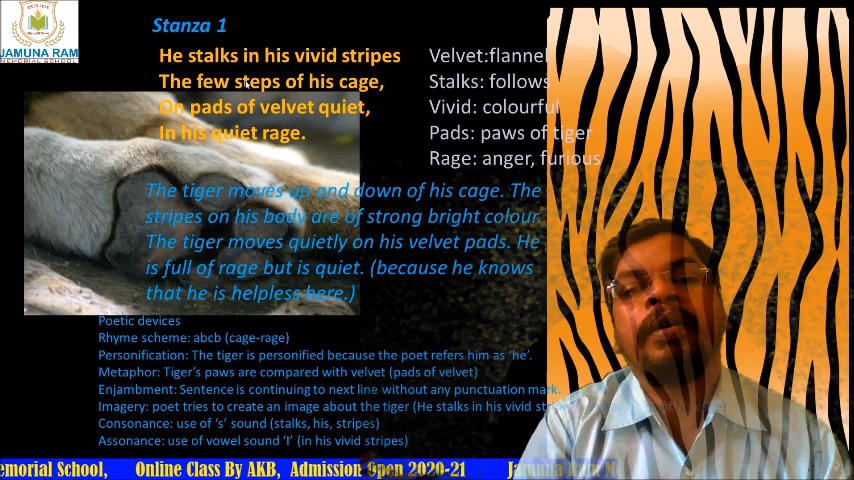 JAMUNA RAM
MEMORIAL SCHOOL
Stanza 1
He stalks in his vivid stripes
The few steps of his cage,
On pads of velvet quiet,
In his quiet rage.
Velvet:flannel
Stalks: follows
Vivid: colourful
Pads: paws of tiger
Rage: anger, furious
The tiger moves up and down of his cage. The
stripes on his body are of strong bright colour.
The tiger moves quietly on his velvet pads. He
is full of rage but is quiet. (because he knows
that he is helpless here.)
Poetic devices
Rhyme scheme: abcb (cage-rage)
Personification: The tiger is personified because the poet refers him as ‘he’.
Metaphor: Tiger’s paws are compared with velvet (pads of velvet)
Enjambment: Sentence is continuing to next line without any punctuation mark.
Imagery: poet tries to create an image about the tiger (He stalks in his vivid
Consonance: use of ‘s’ sound (stalks, his, stripes)
Assonance: use of vowel sound ‘I’ (in his vivid stripes)
emorial School, Online Class By AKB, Admission Open 2020-21 Jamuna Ram M